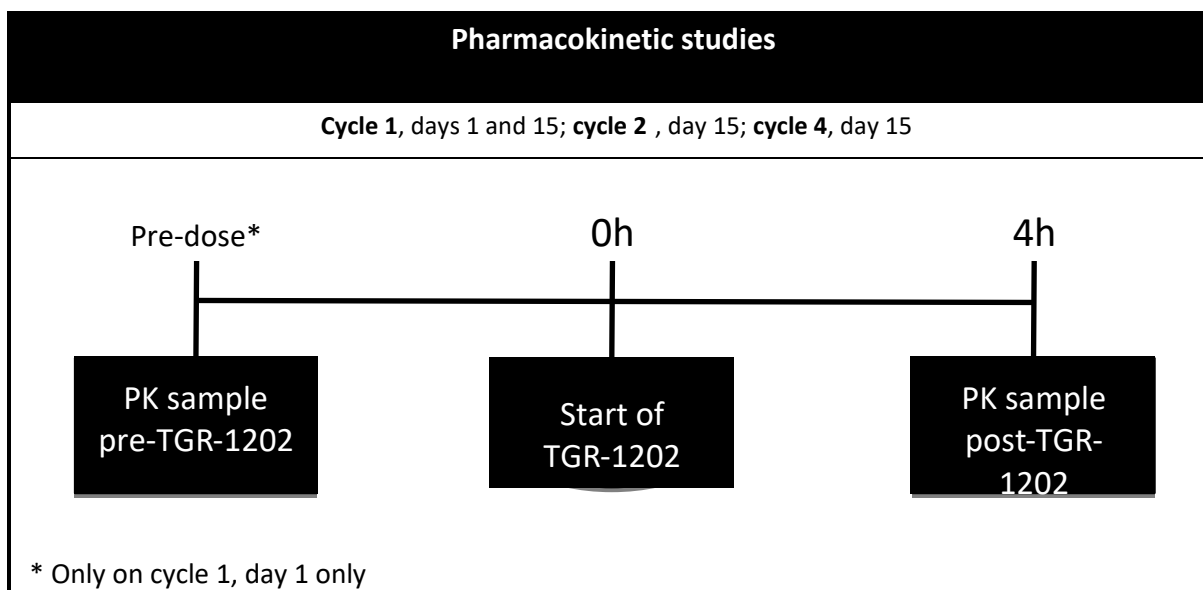 Pharmacokinetic studies
Cycle 1, days 1 and 15; cycle 2 , day 15; cycle 4, day 15
Pre-dose*
0h
4h
PK sample
pre-TGR-1202
Start of
TGR-1202
PK sample
post-TGR-
1202
* Only on cycle 1, day 1 only